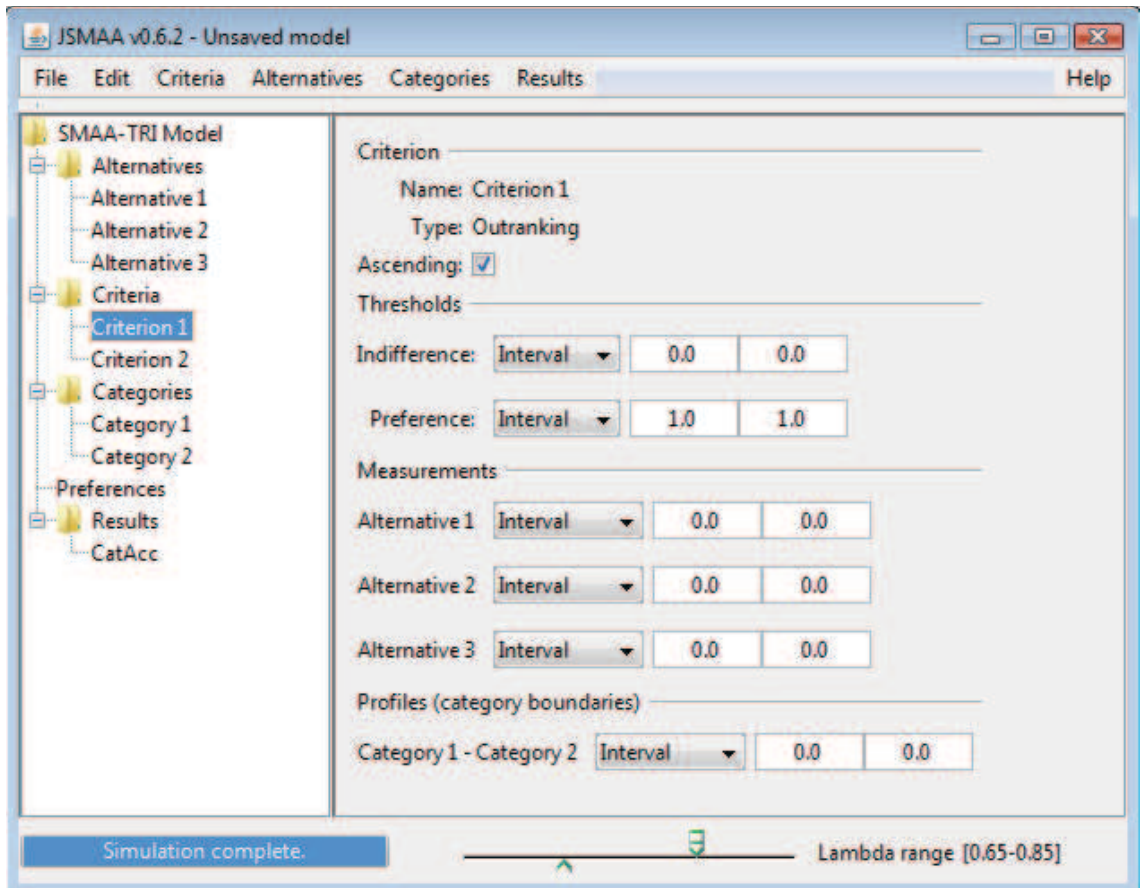 JSMAA v0.6.2 - Unsaved model
File Edit Criteria Alternatives Categories Results Help
SMAA-TRI Model
Alternatives
Alternative 1
Alternative 2
Alternative 3
Criteria
Criterion 1
Criterion 2
Categories
Category 1
Category 2
Preferences
Results
CatAcc
Criterion
Name: Criterion 1
Type: Outranking
Ascending:
Thresholds
Indifference: Interval 0.0 0.0
Preference: Interval 1.0 1.0
Measurements
Alternative 1 Interval 0.0 0.0
Alternative 2 Interval 0.0 0.0
Alternative 3 Interval 0.0 0.0
Profiles (category boundaries)
Category 1 - Category 2 Interval 0.0 0.0
Simulation complete.
Lambda range [0.65-0.85]